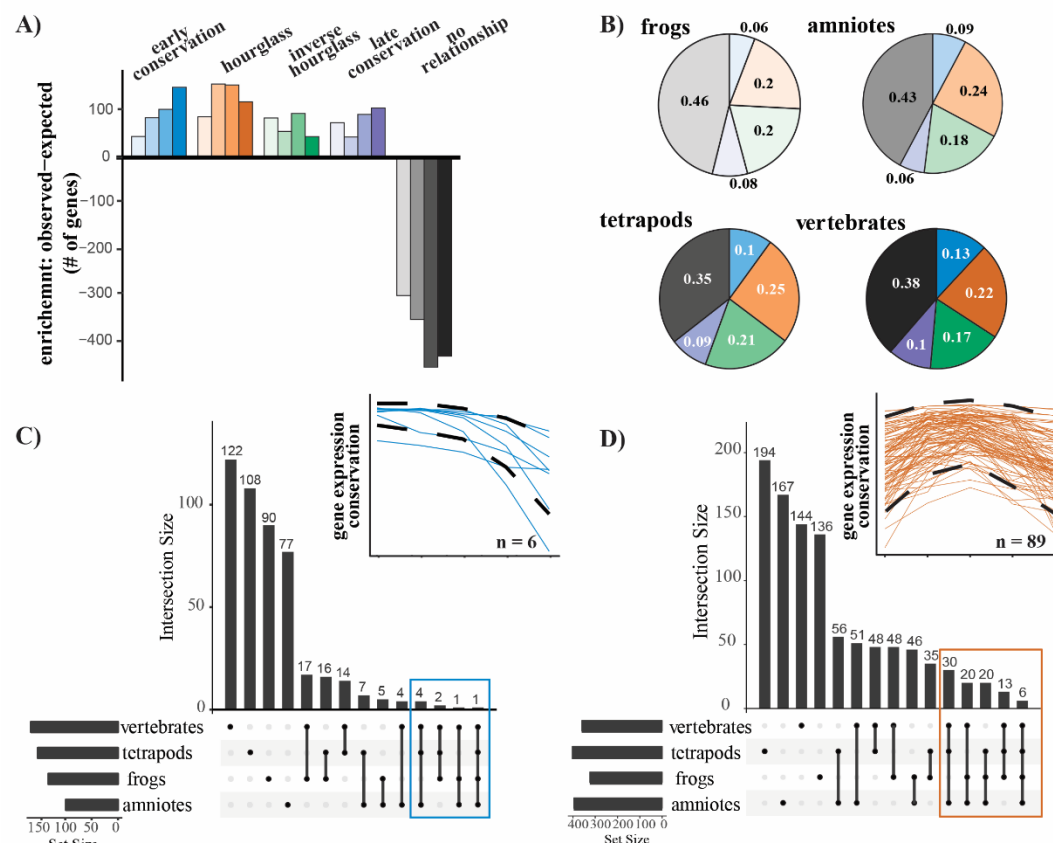 A)
early
conservation
hourglass
inverse
hourglass
late
conservation
no
relationship
enrichemnt: observed-expected
(# of genes)
100
0
-100
-200
-300
-400
B)
frogs
0.06
0.2
0.2
0.08
0.46
amniotes
0.09
0.24
0.18
0.06
0.43
tetrapods
0.1
0.25
0.21
0.09
0.35
vertebrates
0.13
0.22
0.17
0.1
0.38
C)
Intersection Size
100
50
0
122
108
90
77
17
16
14
7
5
4
4
2
1
1
gene expression
conservation
n = 6
vertebrates
tetrapods
frogs
amniotes
150 100 50 0
Set Size
D)
Intersection Size
200
150
100
50
0
194
167
144
136
56
51
48
48
46
35
30
20
20
13
6
gene expression
conservation
n = 89
vertebrates
tetrapods
frogs
amniotes
400 300 200 100 0
Set Size